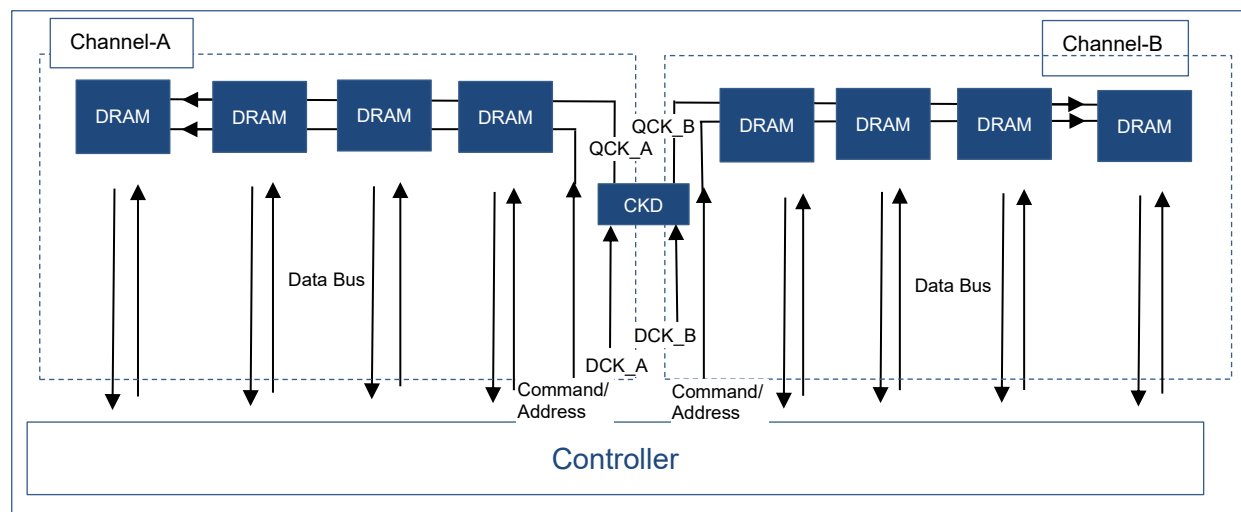 Channel-A
Channel-B
DRAM
DRAM
DRAM
DRAM
DRAM
DRAM
DRAM
DRAM
QCK_A
QCK_B
CKD
Data Bus
Data Bus
DCK_B
DCK_A
Command/
Address
Command/
Address
Controller